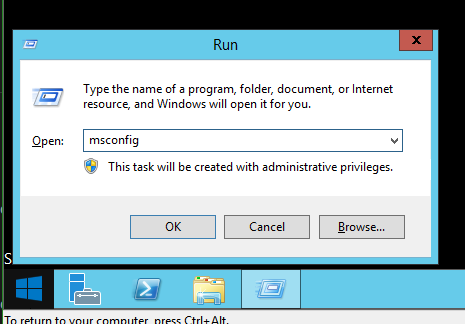 Run
Type the name of a program, folder, document, or Internet
resource, and Windows will open it for you.
Open:
msconfig
This task will be created with administrative privileges.
OK
Cancel
Browse...
S
To return to your computer, press Ctrl+Alt.